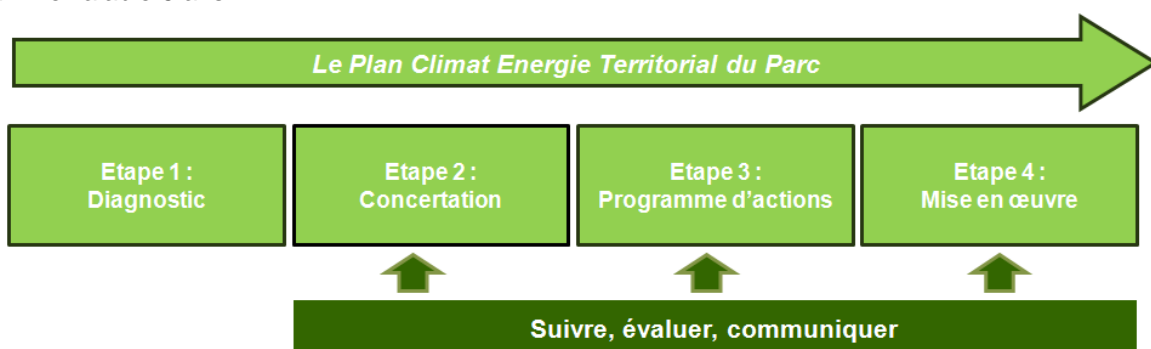 Le Plan Climat Energie Territorial du Parc
Etape 1 :
Diagnostic
Etape 2 :
Concertation
Etape 3 :
Programme d'actions
Etape 4 :
Mise en œuvre
Suivre, évaluer, communiquer